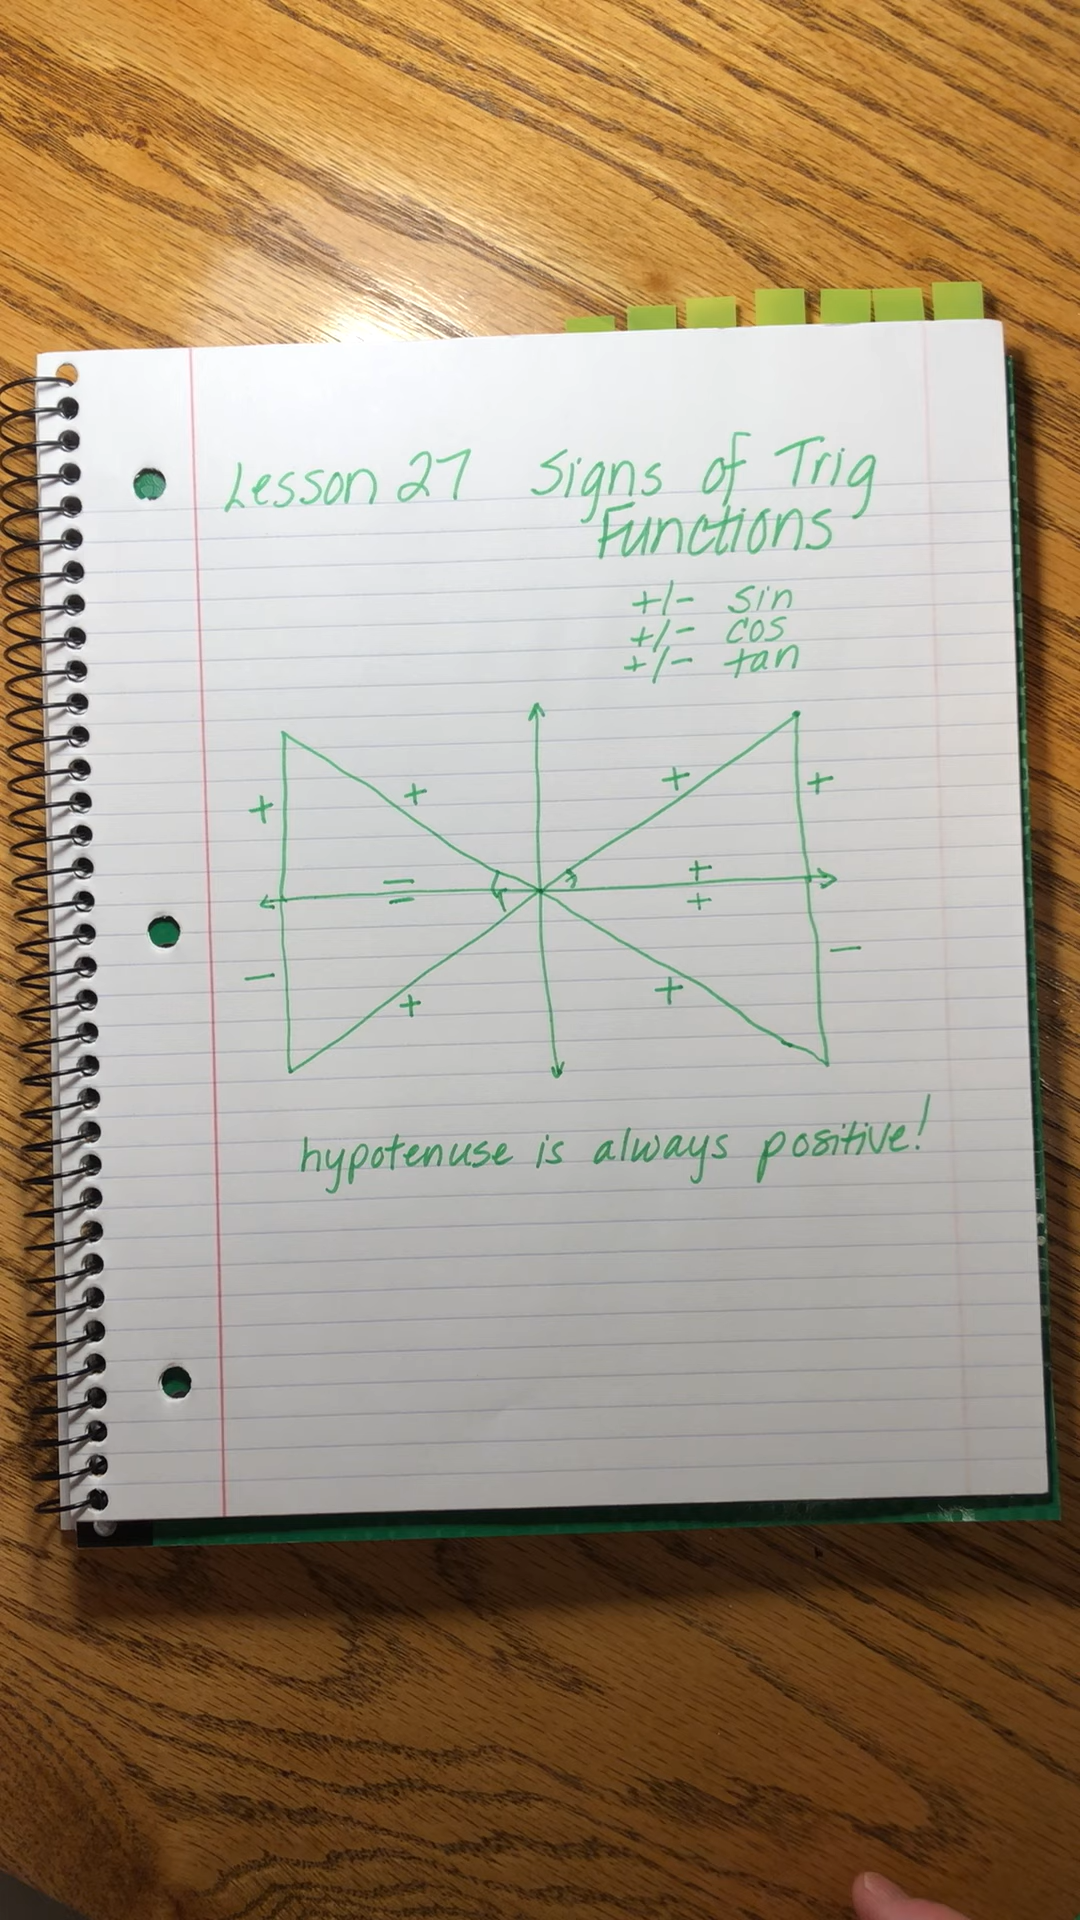 Lesson 27 Signs of Trig
Functions
+/- sin
+/- cos
+/- tan
+ + + +
- - + +
- + + -
hypotenuse is always positive!